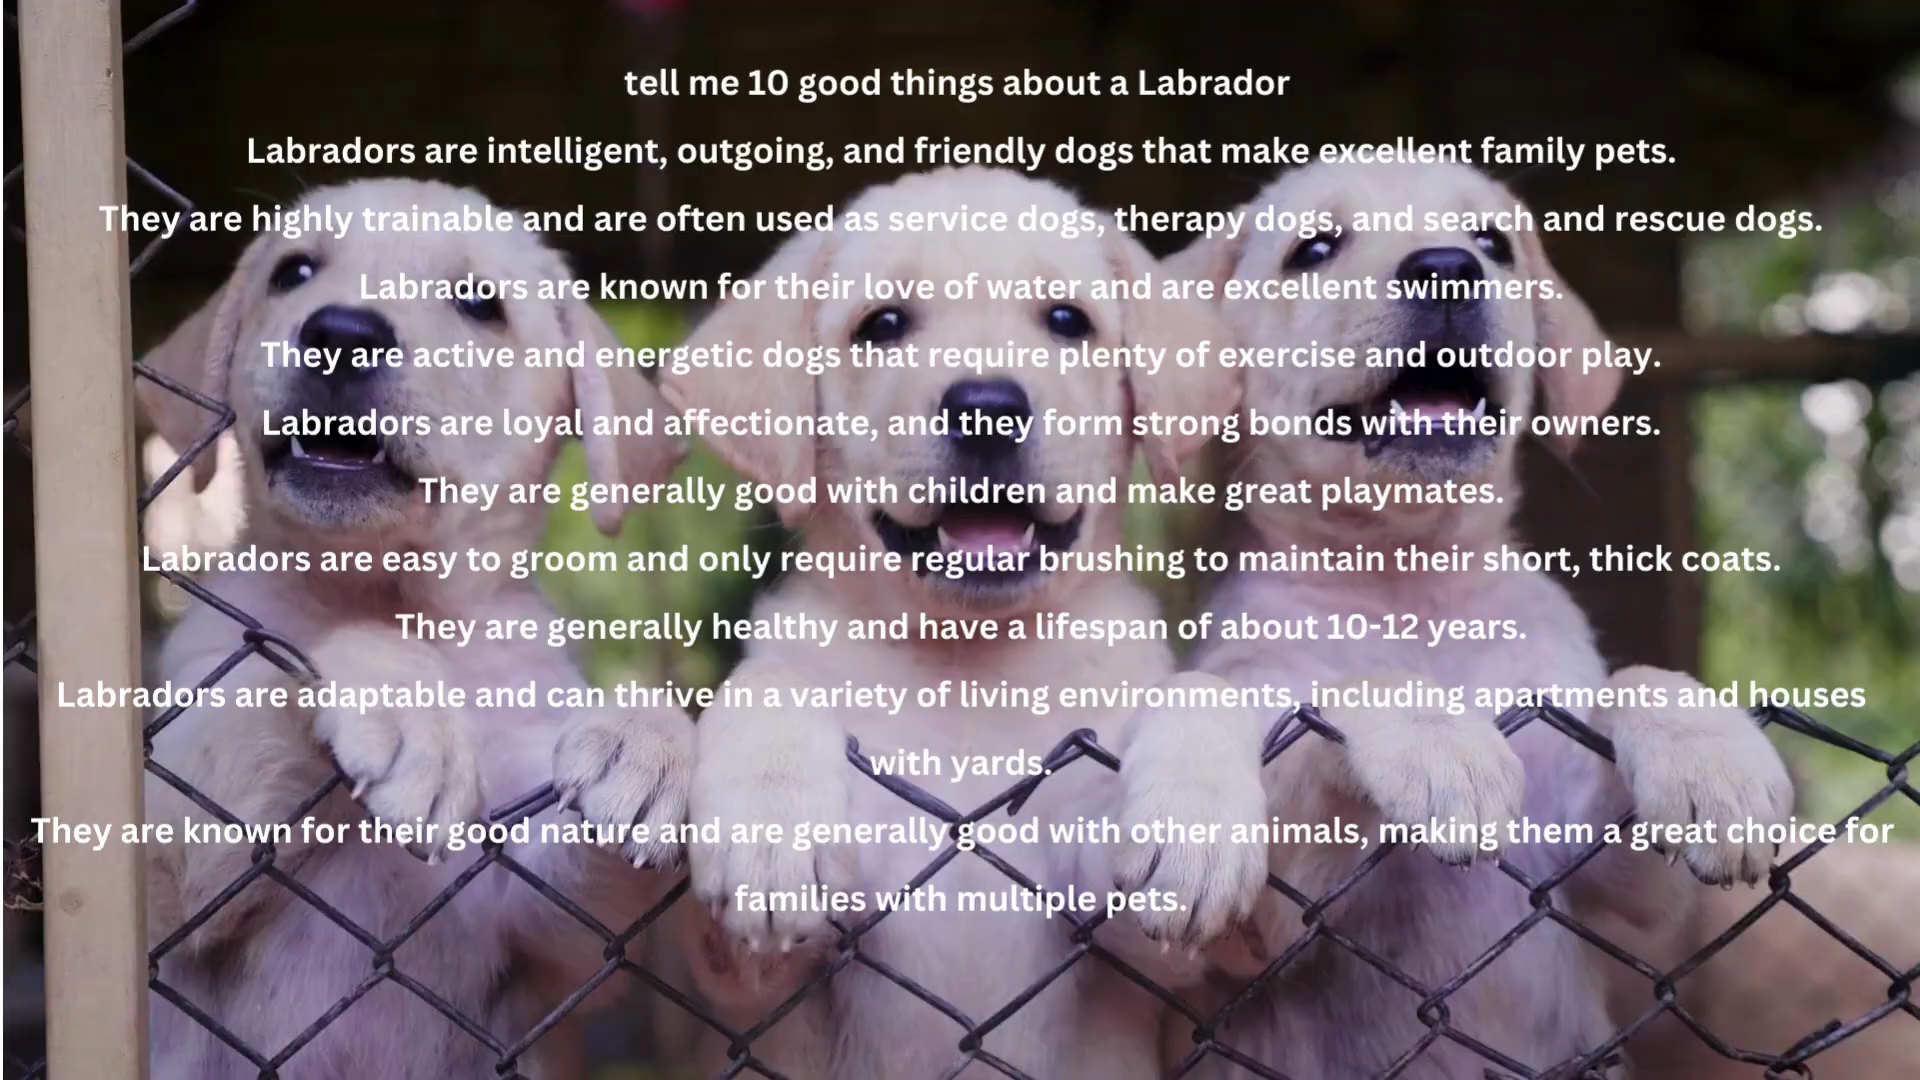 tell me 10 good things about a Labrador
Labradors are intelligent, outgoing, and friendly dogs that make excellent family pets.
They are highly trainable and are often used as service dogs, therapy dogs, and search and rescue dogs.
Labradors are known for their love of water and are excellent swimmers.
They are active and energetic dogs that require plenty of exercise and outdoor play.
Labradors are loyal and affectionate, and they form strong bonds with their owners.
They are generally good with children and make great playmates.
Labradors are easy to groom and only require regular brushing to maintain their short, thick coats.
They are generally healthy and have a lifespan of about 10-12 years.
Labradors are adaptable and can thrive in a variety of living environments, including apartments and houses
with yards.
They are known for their good nature and are generally good with other animals, making them a great choice for
families with multiple pets.